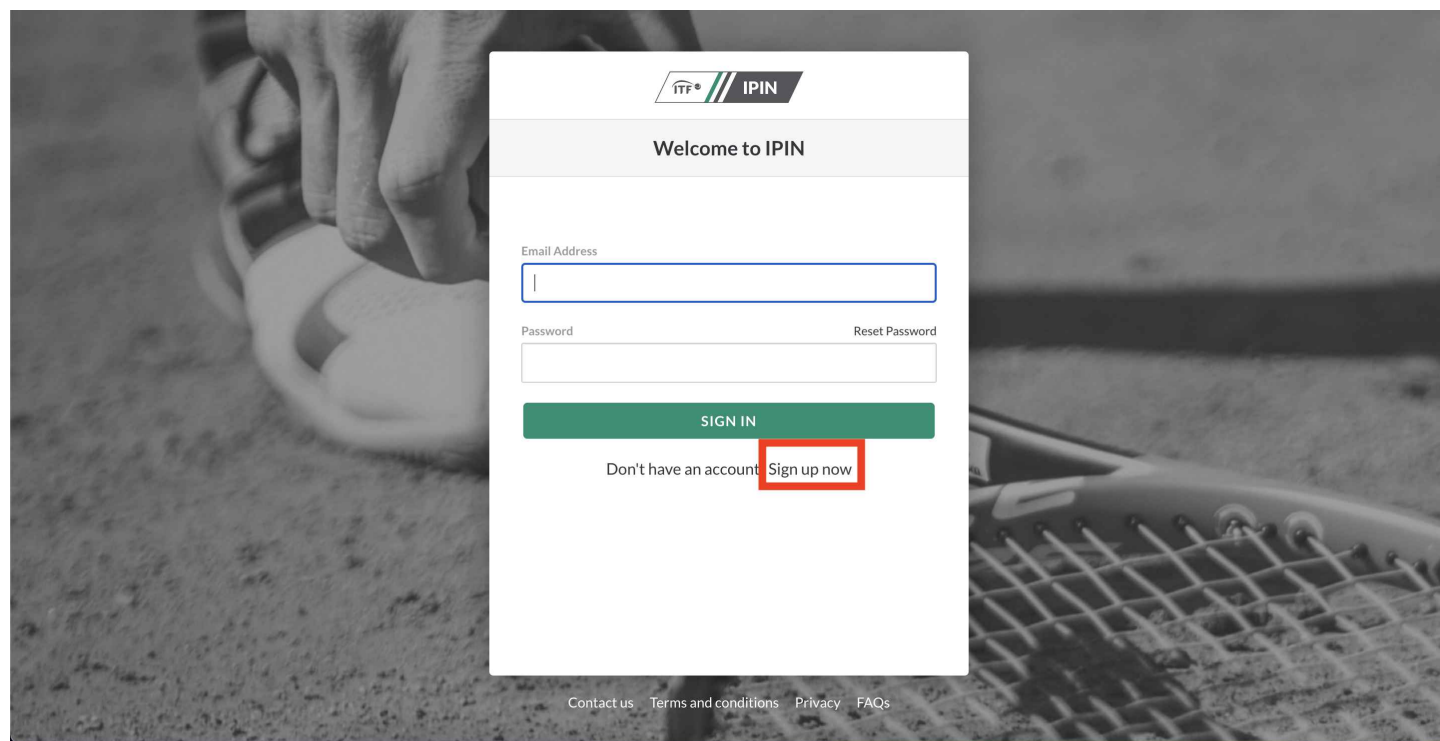 ITF IPIN
Welcome to IPIN
Email Address
Password Reset Password
SIGN IN
Don't have an account Sign up now
Contact us Terms and conditions Privacy FAQs